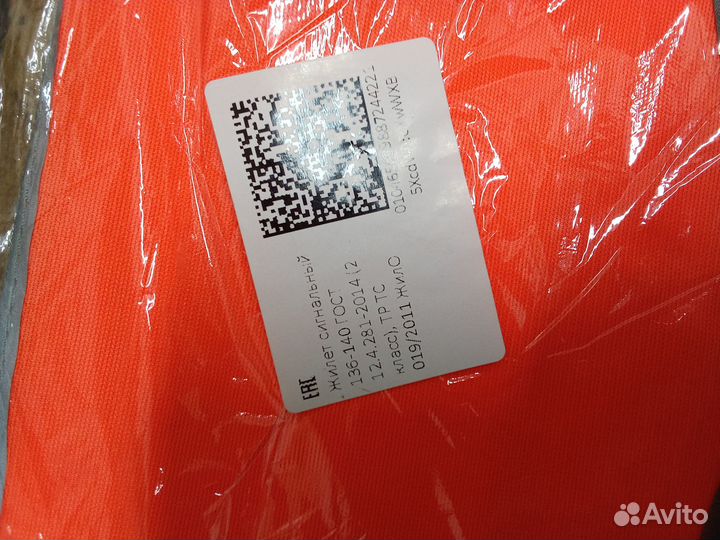 EAC
Жилет сигнальный
136-140 ГОСТ
12.4.281-2014 (2
класс), ТР ТС
019/2011 ЖилО
Avito